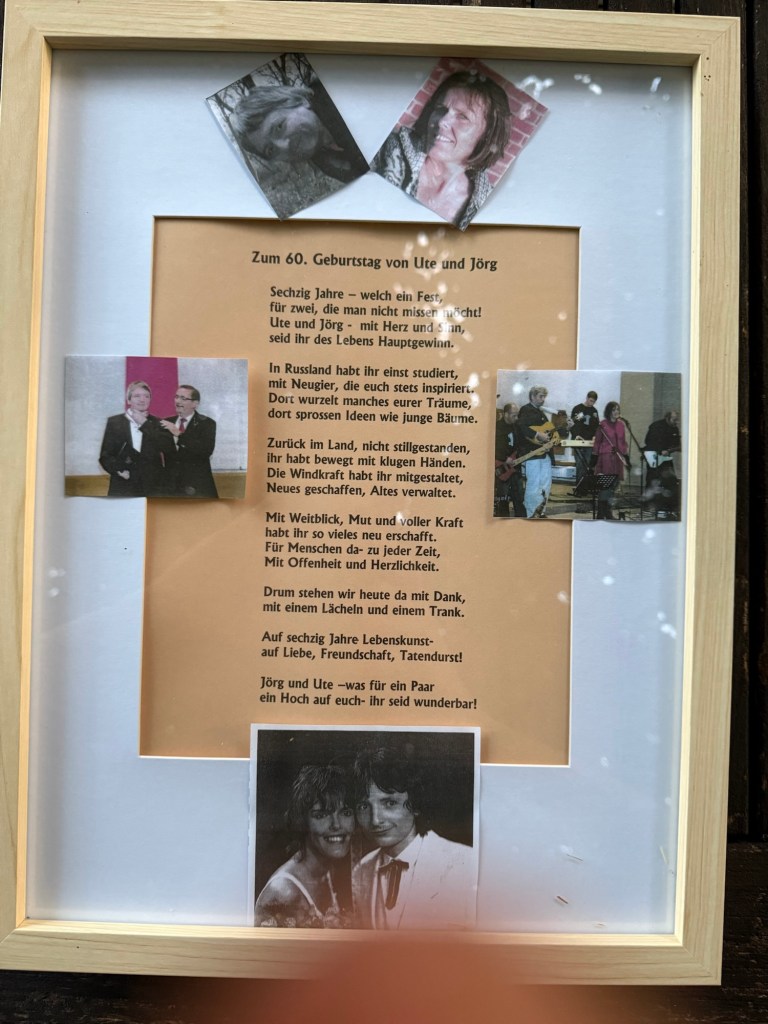 Zum 60. Geburtstag von Ute und Jörg
Sechzig Jahre – welch ein Fest,
für zwei, die man nicht missen möcht!
Ute und Jörg - mit Herz und Sinn,
seid ihr des Lebens Hauptgewinn.
In Russland habt ihr einst studiert,
mit Neugier, die euch stets inspiriert.
Dort wurzelt manches eurer Träume,
dort sprossen Ideen wie junge Bäume.
Zurück im Land, nicht stillgestanden,
ihr habt bewegt mit klugen Händen.
Die Windkraft habt ihr mitgestaltet,
Neues geschaffen, Altes verwaltet.
Mit Weitblick, Mut und voller Kraft
habt ihr so vieles neu erschafft.
Für Menschen da- zu jeder Zeit,
Mit Offenheit und Herzlichkeit.
Drum stehen wir heute da mit Dank,
mit einem Lächeln und einem Trank.
Auf sechzig Jahre Lebenskunst-
auf Liebe, Freundschaft, Tatendurst!
Jörg und Ute –was für ein Paar
ein Hoch auf euch- ihr seid wunderbar!